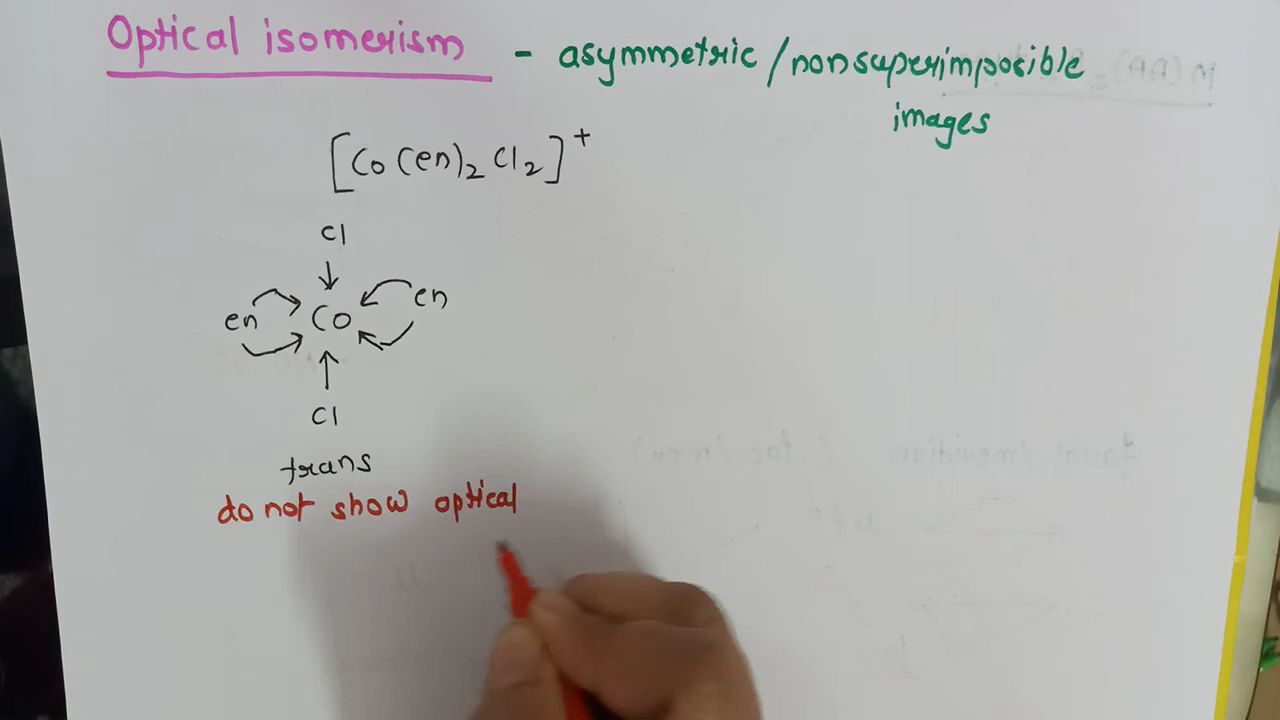 Optical isomerism - asymmetric/nonsuperimposible
images
[Co(en)₂Cl₂]⁺
Cl
en Co en
Cl
trans
do not show optical